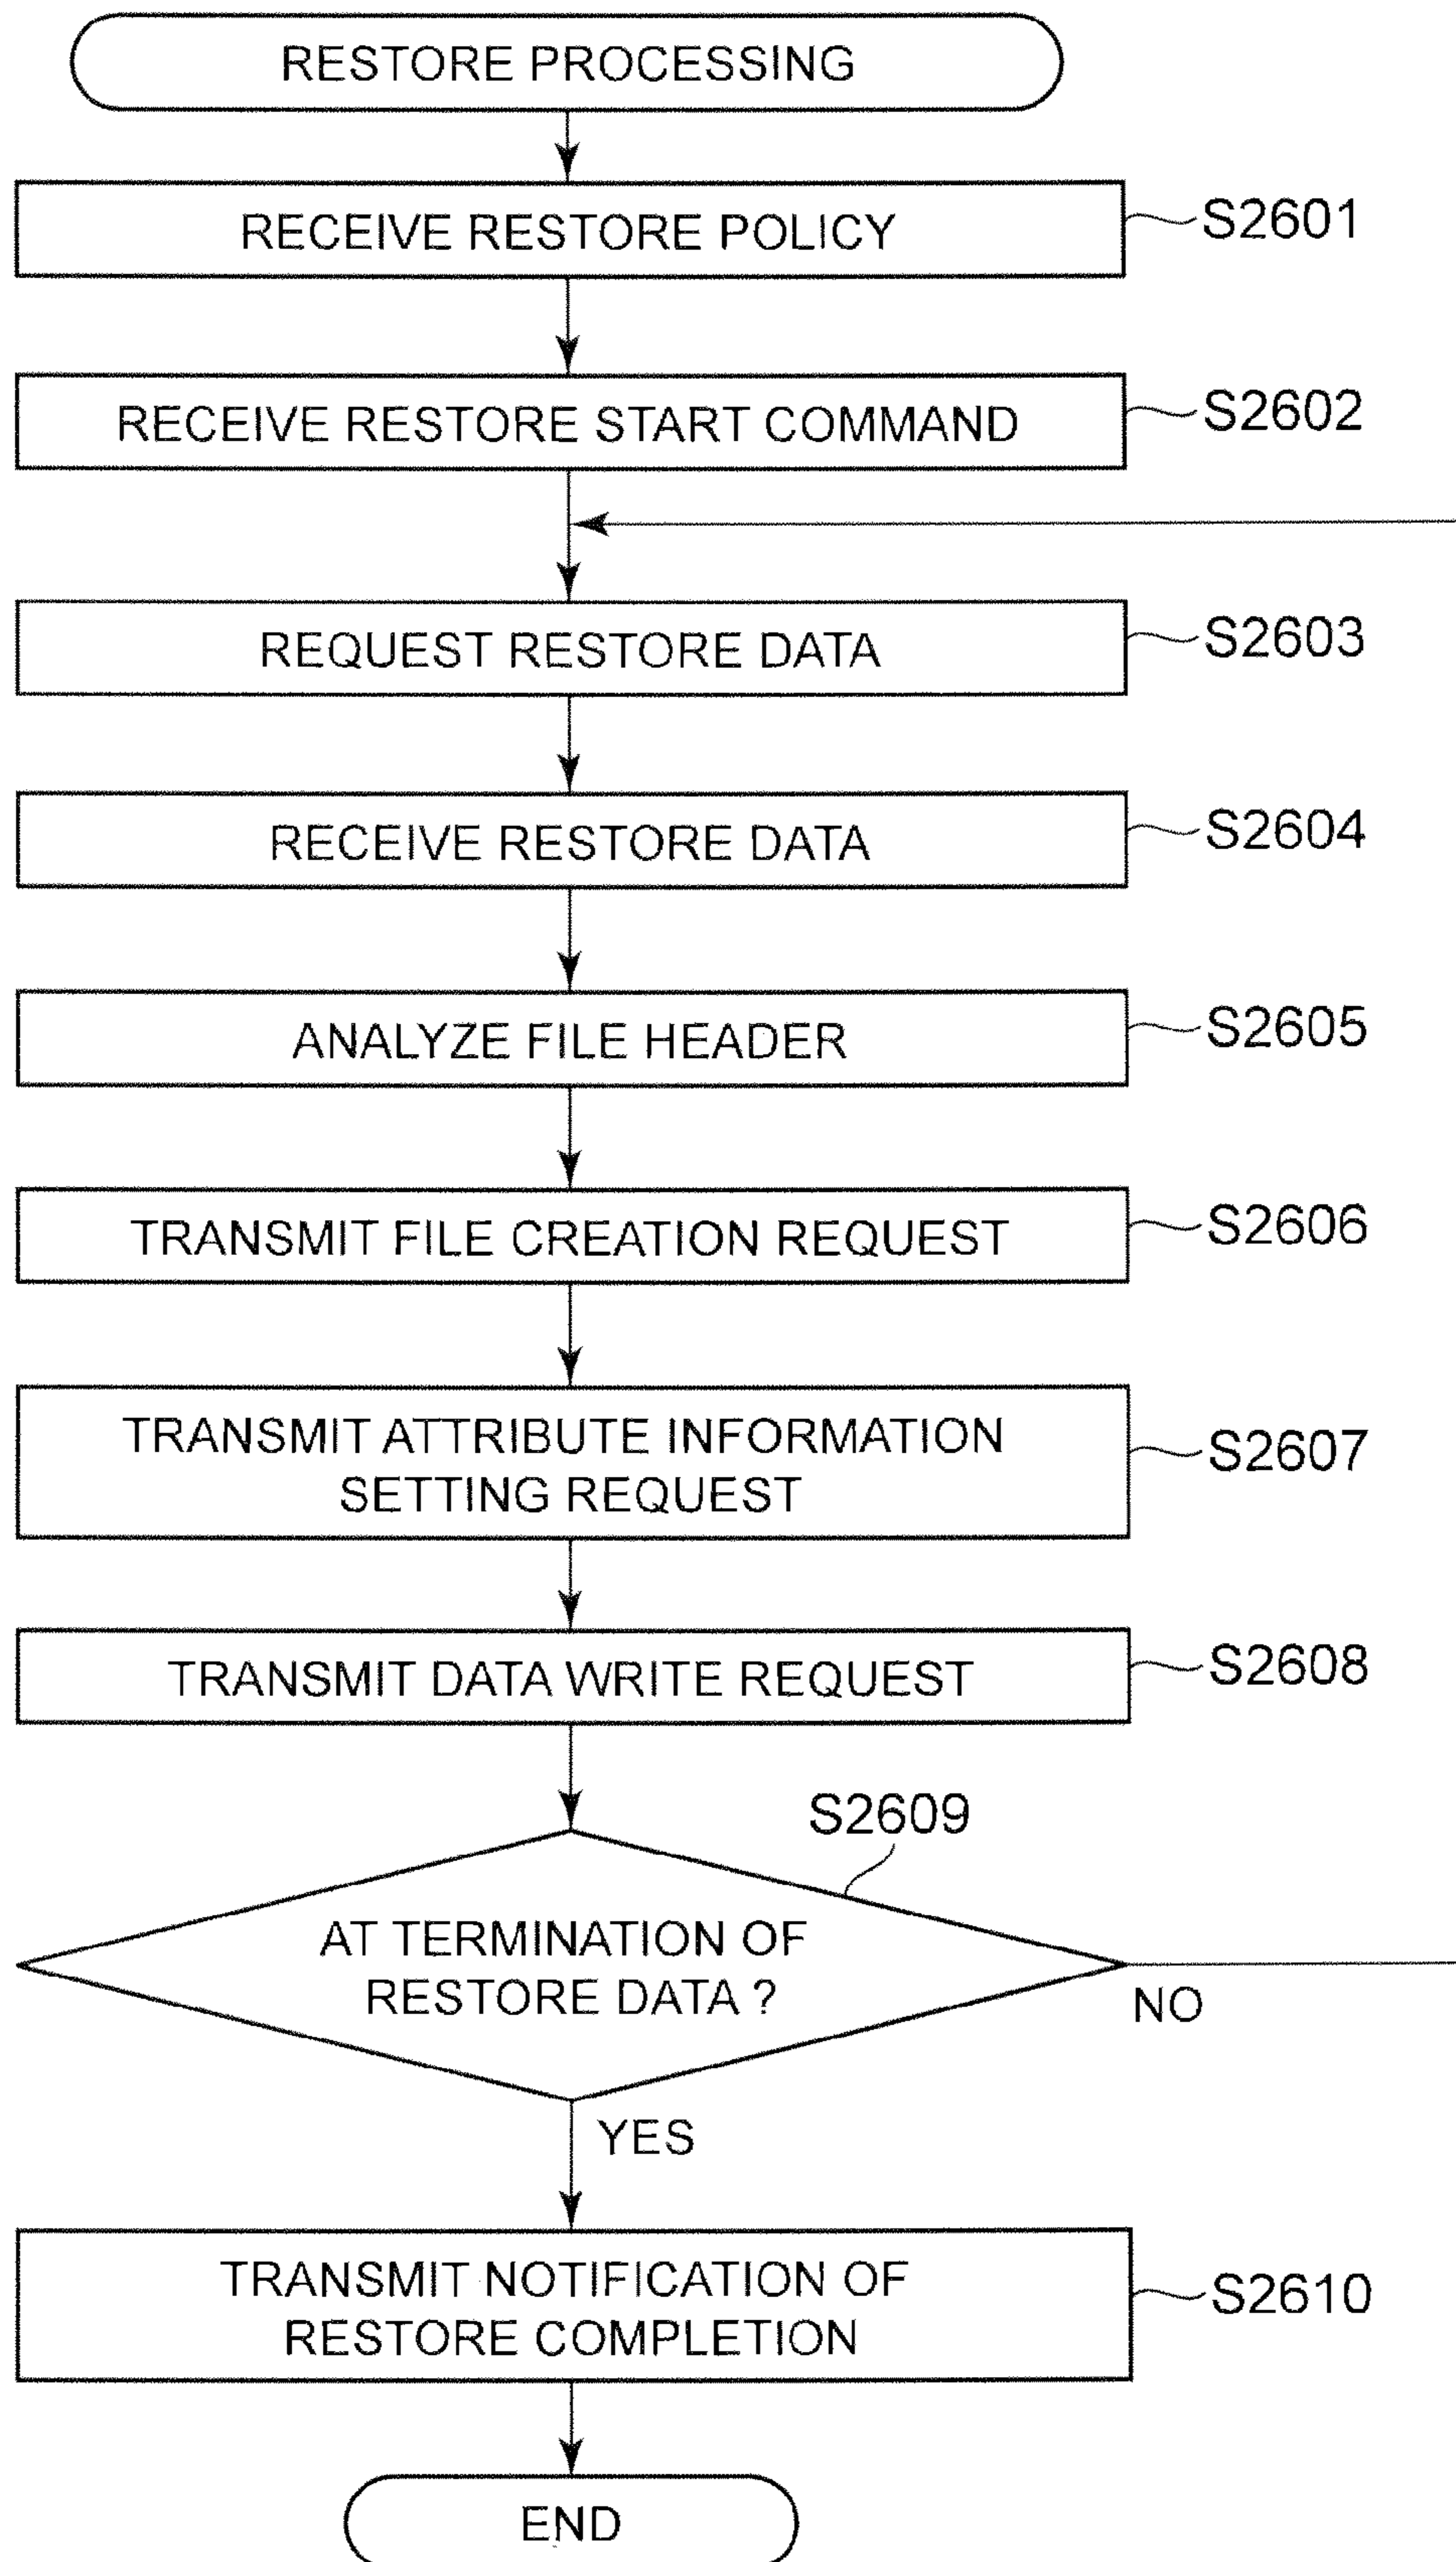 RESTORE PROCESSING
RECEIVE RESTORE POLICY
S2601
RECEIVE RESTORE START COMMAND
S2602
REQUEST RESTORE DATA
S2603
RECEIVE RESTORE DATA
S2604
ANALYZE FILE HEADER
S2605
TRANSMIT FILE CREATION REQUEST
S2606
TRANSMIT ATTRIBUTE INFORMATION
SETTING REQUEST
S2607
TRANSMIT DATA WRITE REQUEST
S2608
S2609
AT TERMINATION OF
RESTORE DATA ?
NO
YES
TRANSMIT NOTIFICATION OF
RESTORE COMPLETION
S2610
END